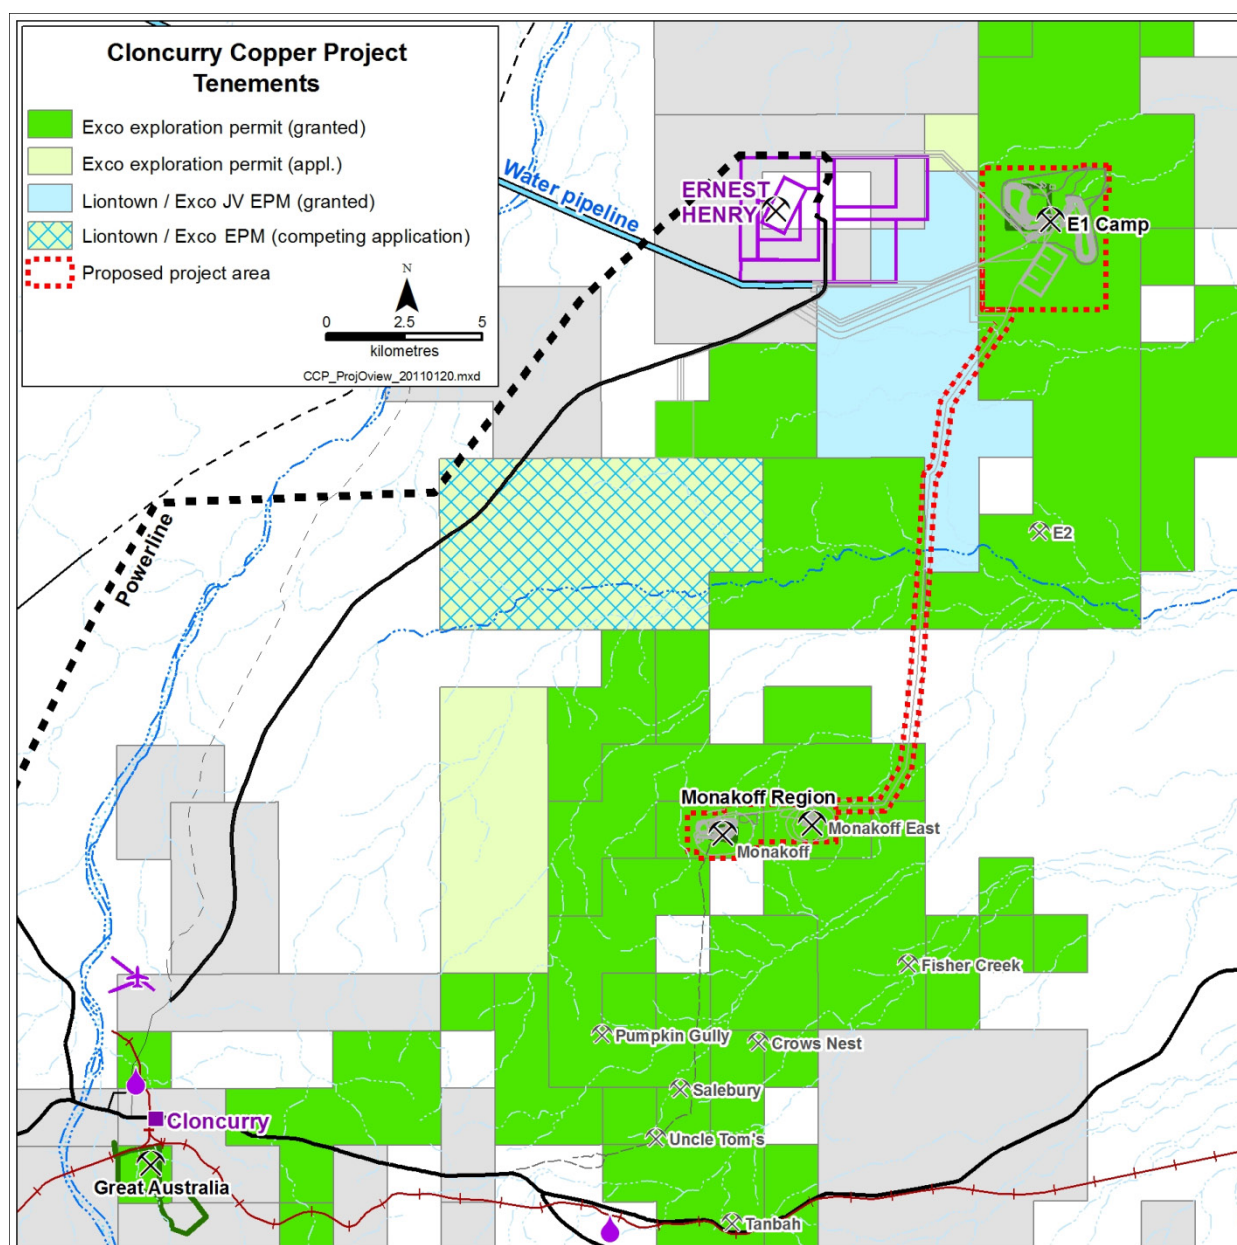 Cloncurry Copper Project
Tenements
Exco exploration permit (granted)
Exco exploration permit (appl.)
Liontown / Exco JV EPM (granted)
Liontown / Exco EPM (competing application)
Proposed project area
N
0 2.5 5
kilometres
CCP_ProjOview_20110120.mxd
Water pipeline
ERNEST
HENRY
E1 Camp
Powerline
E2
Monakoff Region
Monakoff East
Monakoff
Fisher Creek
Pumpkin Gully
Crows Nest
Salebury
Cloncurry
Uncle Tom's
Great Australia
Tanbah